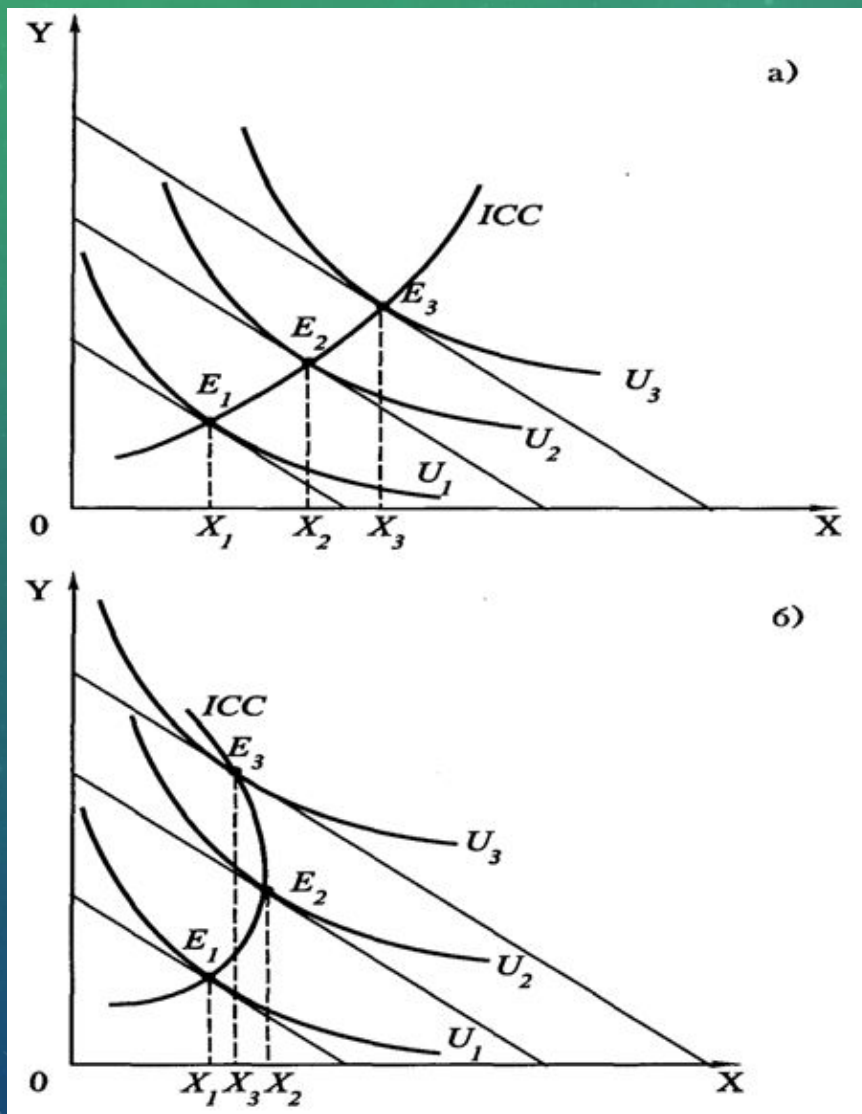 Y
а)
ICC
E₃
E₂
E₁
U₃
U₂
U₁
0 X₁ X₂ X₃ X
Y
б)
ICC
E₃
U₃
E₂
E₁
U₂
U₁
0 X₁ X₃ X₂ X